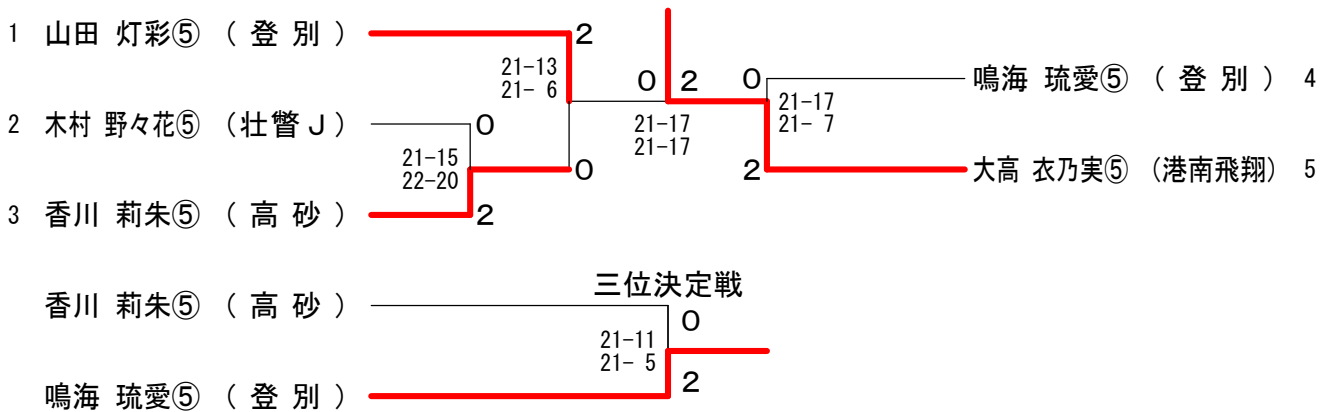 1 山田 灯彩⑤ （ 登 別 ） 2
21-13
21- 6
0 2 0
鳴海 琉愛⑤ （ 登 別 ） 4
2 木村 野々花⑤ （壮瞥Ｊ） 0
21-17
21-17
21-17
21- 7
21-15
22-20
0
2
大高 衣乃実⑤ （港南飛翔） 5
3 香川 莉朱⑤ （ 高 砂 ） 2
三位決定戦
香川 莉朱⑤ （ 高 砂 ）
0
21-11
21- 5
鳴海 琉愛⑤ （ 登 別 ） 2